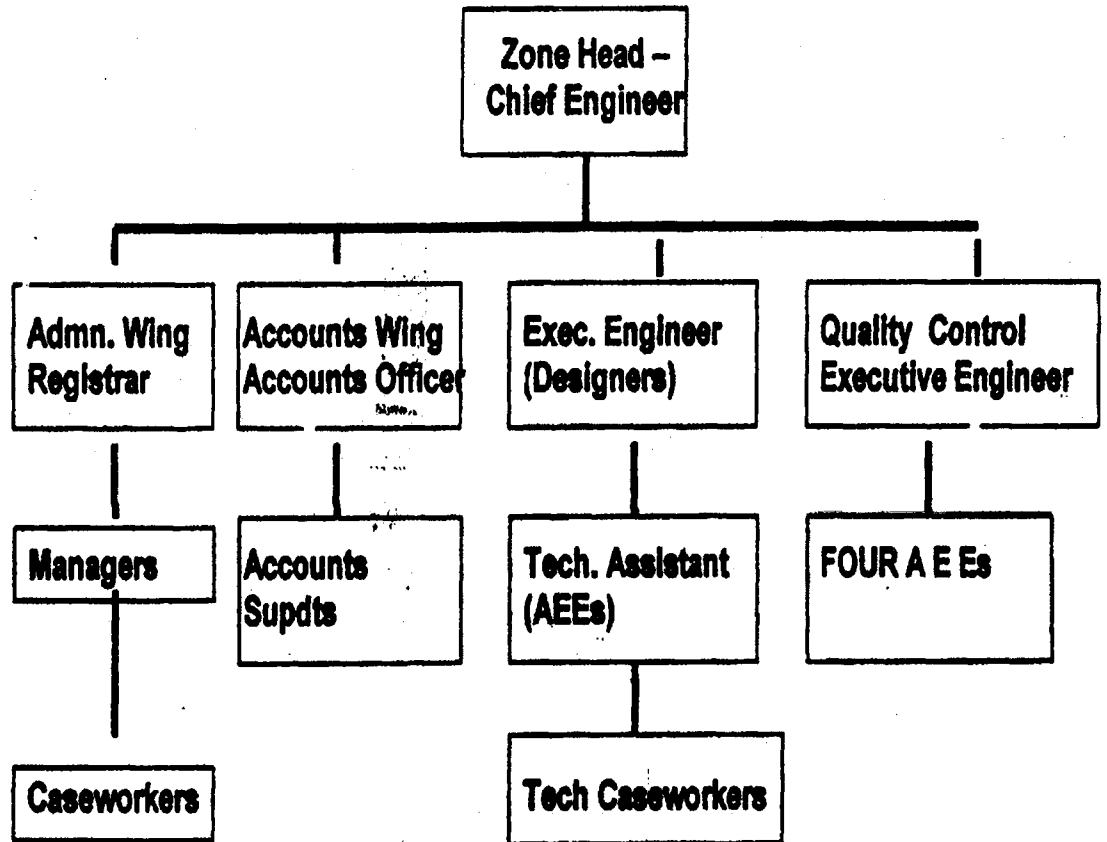 Zone Head –
Chief Engineer
Admn. Wing
Registrar
Accounts Wing
Accounts Officer
Exec. Engineer
(Designers)
Quality Control
Executive Engineer
Managers
Accounts
Supdts
Tech. Assistant
(AEEs)
FOUR A E Es
Caseworkers
Tech Caseworkers